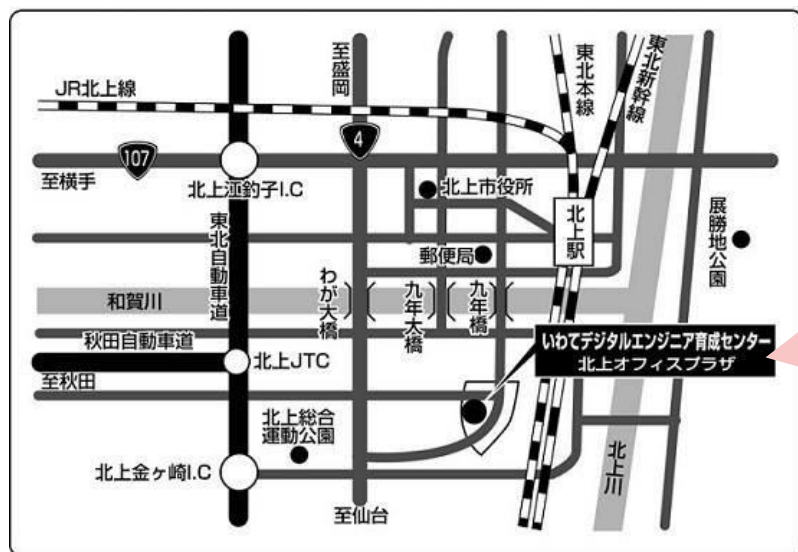 JR北上線
至盛岡
東北本線
東北新幹線
107
4
至横手
北上江釣子I.C
北上市役所
北上駅
展勝地公園
東北自動車道
郵便局
和賀川
わが大橋
九年大橋
九年橋
秋田自動車道
至秋田
北上JTC
いわてデジタルエンジニア育成センター
北上オフィスプラザ
北上総合
運動公園
北上川
北上金ヶ崎I.C
至仙台